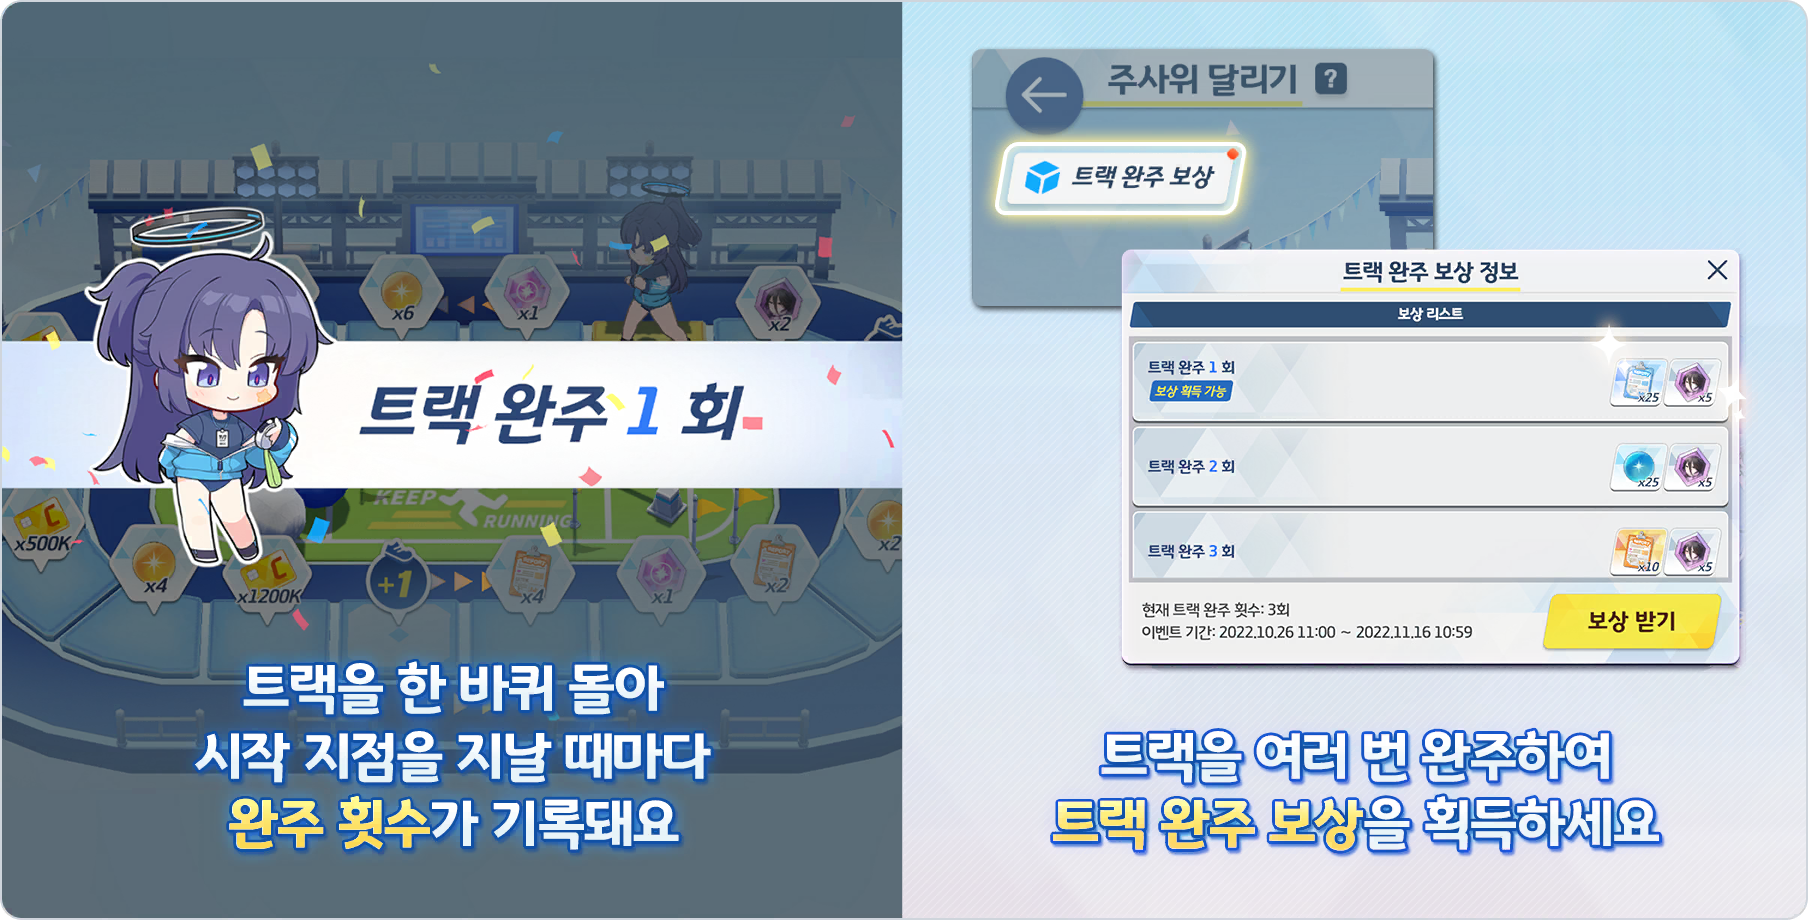 x6
x1
x2
트랙 완주 1 회
KEEP
RUNNING
C
x500K
x4
C
x1200K
+1
x4
x1
x2
x2
트랙을 한 바퀴 돌아
시작 지점을 지날 때마다
완주 횟수가 기록돼요
주사위 달리기 ?
트랙 완주 보상
트랙 완주 보상 정보
보상 리스트
트랙 완주 1 회
보상 획득 가능
x25
x5
트랙 완주 2 회
x25
x5
트랙 완주 3 회
x10
x5
현재 트랙 완주 횟수: 3회
이벤트 기간: 2022.10.26 11:00 ~ 2022.11.16 10:59
보상 받기
트랙을 여러 번 완주하여
트랙 완주 보상을 획득하세요